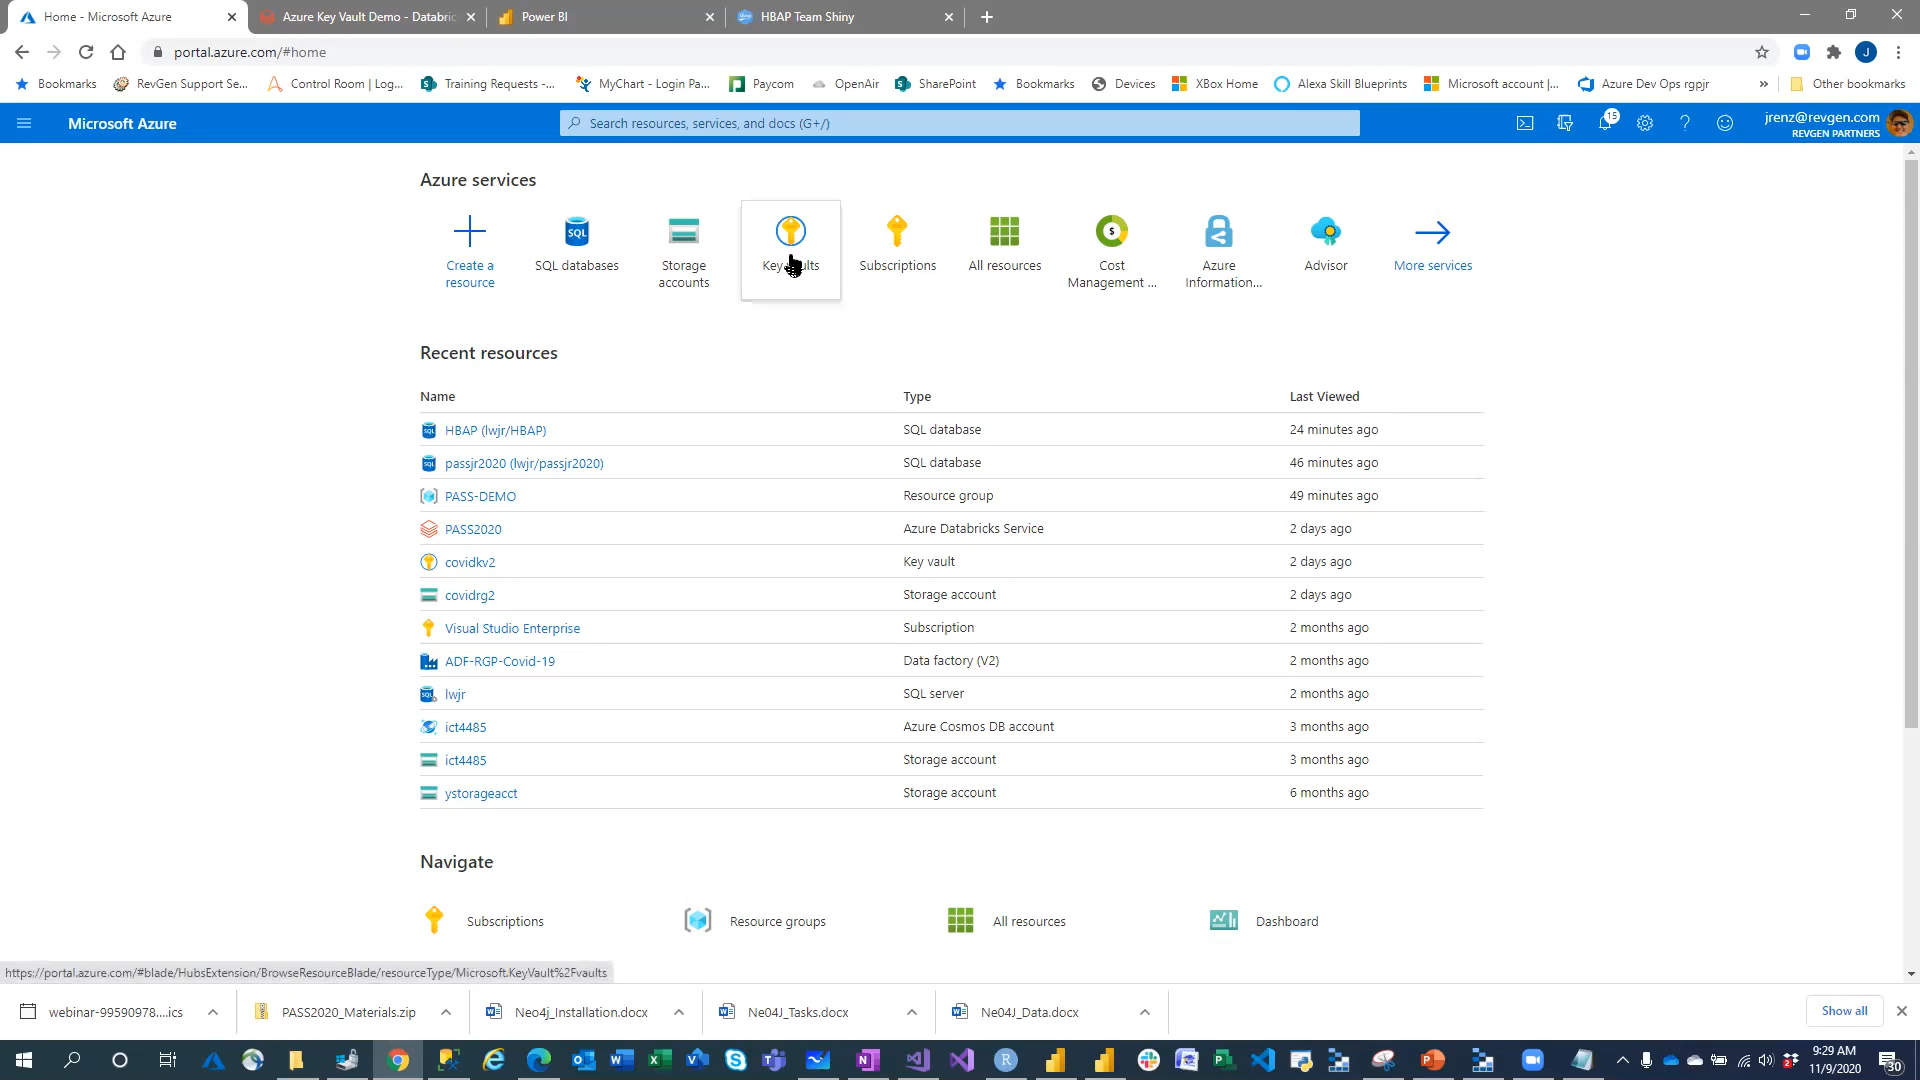 Home - Microsoft Azure
Azure Key Vault Demo - Databric
Power BI
HBAP Team Shiny
portal.azure.com/#home
J
Bookmarks
RevGen Support Se...
Control Room | Log...
Training Requests -...
MyChart - Login Pa...
Paycom
OpenAir
SharePoint
Bookmarks
Devices
XBox Home
Alexa Skill Blueprints
Microsoft account |...
Azure Dev Ops rgpjr
»
Other bookmarks
Microsoft Azure
Search resources, services, and docs (G+/)
15
jrenz@revgen.com
REVGEN PARTNERS
Azure services
Create a
resource
SQL
SQL databases
Storage
accounts
Key
Subscriptions
All resources
$
Cost
Management ...
Azure
Information...
Advisor
More services
Recent resources
Name Type Last Viewed
HBAP (lwjr/HBAP) SQL database 24 minutes ago
passjr2020 (lwjr/passjr2020) SQL database 46 minutes ago
PASS-DEMO Resource group 49 minutes ago
PASS2020 Azure Databricks Service 2 days ago
covidkv2 Key vault 2 days ago
covidrg2 Storage account 2 days ago
Visual Studio Enterprise Subscription 2 months ago
ADF-RGP-Covid-19 Data factory (V2) 2 months ago
lwjr SQL server 2 months ago
ict4485 Azure Cosmos DB account 3 months ago
ict4485 Storage account 3 months ago
ystorageacct Storage account 6 months ago
Navigate
Subscriptions
Resource groups
All resources
Dashboard
https://portal.azure.com/#blade/HubsExtension/BrowseResourceBlade/resourceType/Microsoft.KeyVault%2Fvaults
webinar-99590978....ics
PASS2020_Materials.zip
Neo4j_Installation.docx
Ne04J_Tasks.docx
Ne04J_Data.docx
Show all
9:29 AM
11/9/2020
30